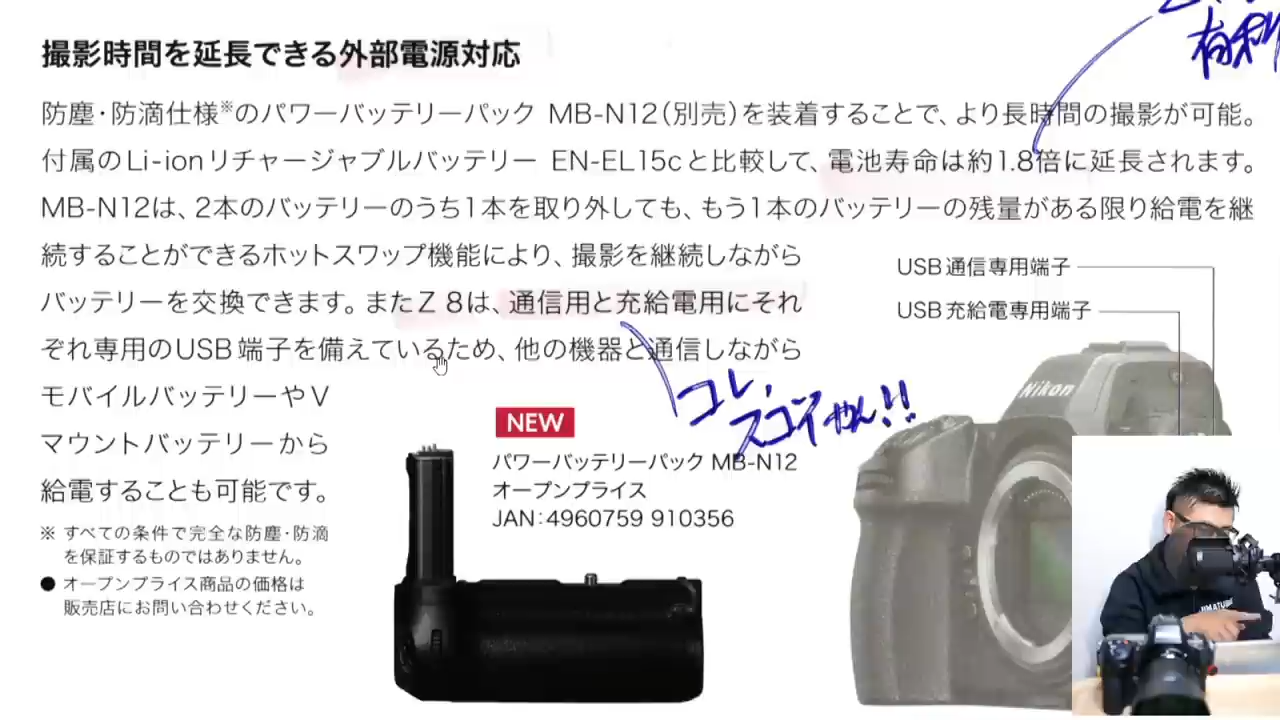 撮影時間を延長できる外部電源対応
有利
防塵・防滴仕様※のパワーバッテリーパック MB-N12(別売)を装着することで、より長時間の撮影が可能。
付属のLi-ionリチャージャブルバッテリー EN-EL15cと比較して、電池寿命は約1.8倍に延長されます。
MB-N12は、2本のバッテリーのうち1本を取り外しても、もう1本のバッテリーの残量がある限り給電を継
続することができるホットスワップ機能により、撮影を継続しながら
バッテリーを交換できます。またZ 8は、通信用と充給電用にそれ
ぞれ専用のUSB端子を備えているため、他の機器と通信しながら
モバイルバッテリーやV
マウントバッテリーから
給電することも可能です。
※ すべての条件で完全な防塵・防滴
を保証するものではありません。
● オープンプライス商品の価格は
販売店にお問い合わせください。
コレ、
スゴイやん!!
NEW
パワーバッテリーパック MB-N12
オープンプライス
JAN:4960759 910356
USB通信専用端子
USB充給電専用端子
Nikon